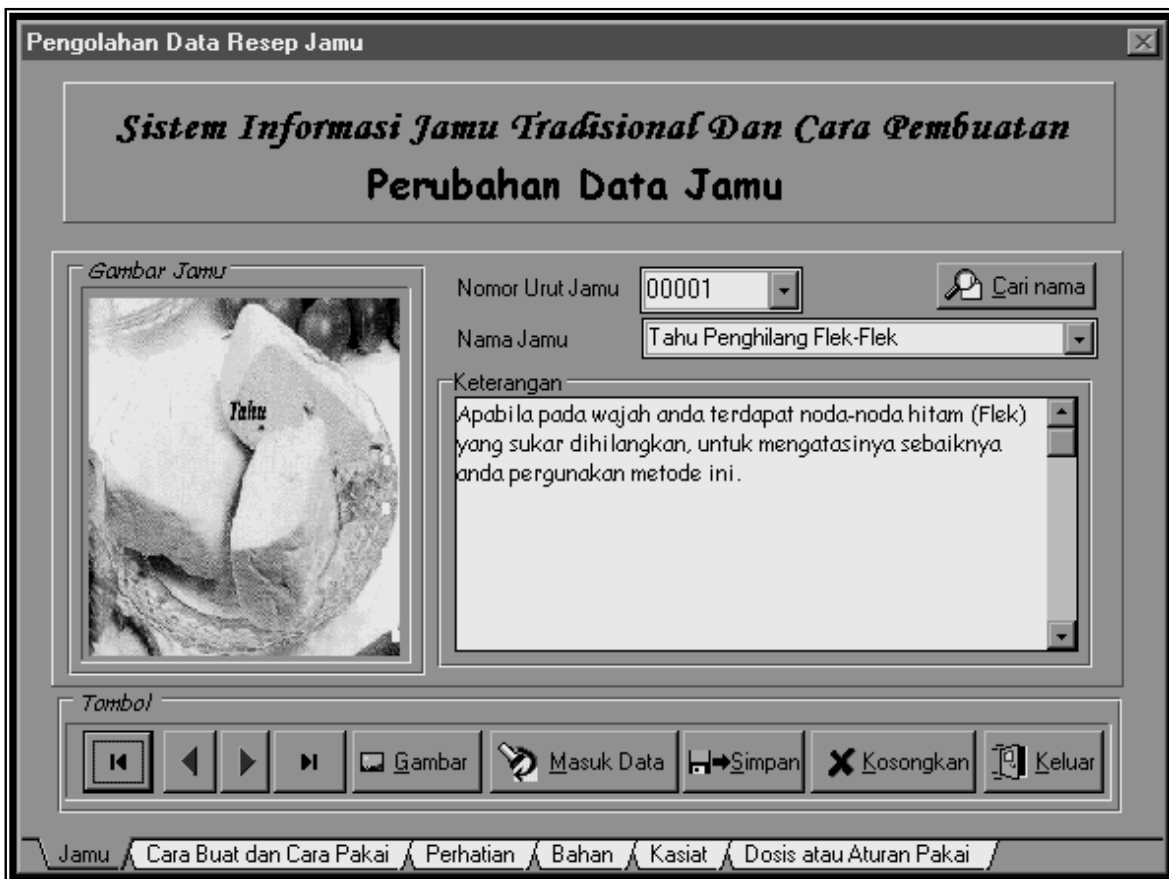 Pengolahan Data Resep Jamu
Sistem Informasi Jamu Tradisional Dan Cara Pembuatan
Perubahan Data Jamu
Gambar Jamu
Tahu
Nomor Urut Jamu 00001 Cari nama
Nama Jamu Tahu Penghilang Flek-Flek
Keterangan
Apabila pada wajah anda terdapat noda-noda hitam (Flek)
yang sukar dihilangkan, untuk mengatasinya sebaiknya
anda pergunakan metode ini.
Tombol
Gambar Masuk Data Simpan Kosongkan Keluar
Jamu Cara Buat dan Cara Pakai Perhatian Bahan Kasiat Dosis atau Aturan Pakai